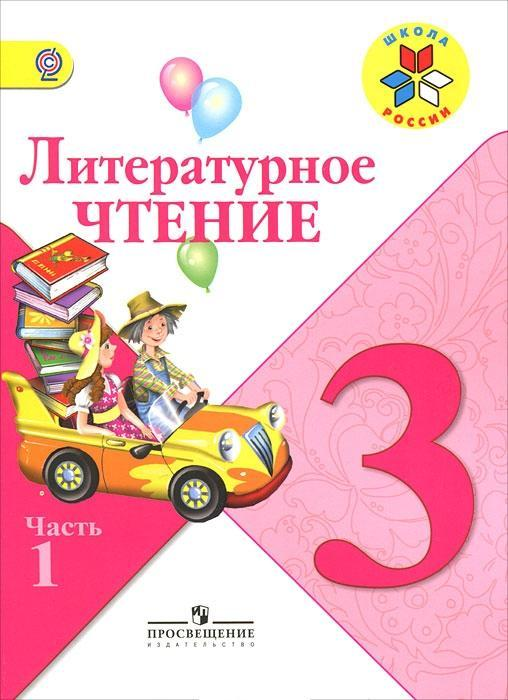 ШКОЛА
РОССИИ
Литературное
ЧТЕНИЕ
3
Часть
1
ПРОСВЕЩЕНИЕ
ИЗДАТЕЛЬСТВО